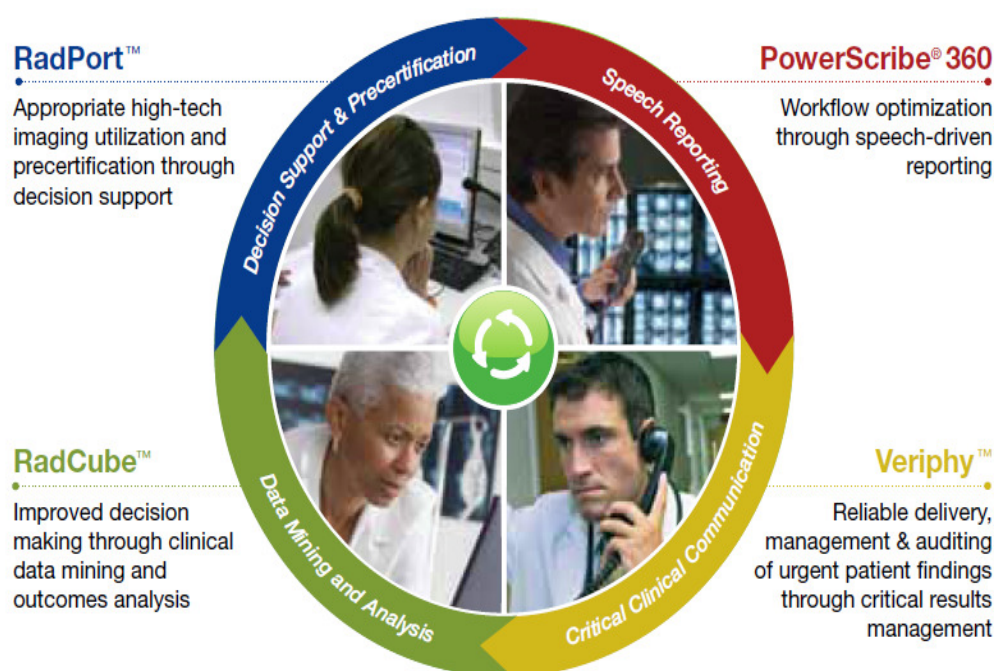 RadPort™
Appropriate high-tech
imaging utilization and
precertification through
decision support
Decision Support & Precertification
Speech Reporting
PowerScribe® 360
Workflow optimization
through speech-driven
reporting
RadCube™
Improved decision
making through clinical
data mining and
outcomes analysis
Data Mining and Analysis
Critical Clinical Communication
Veriphy™
Reliable delivery,
management & auditing
of urgent patient findings
through critical results
management